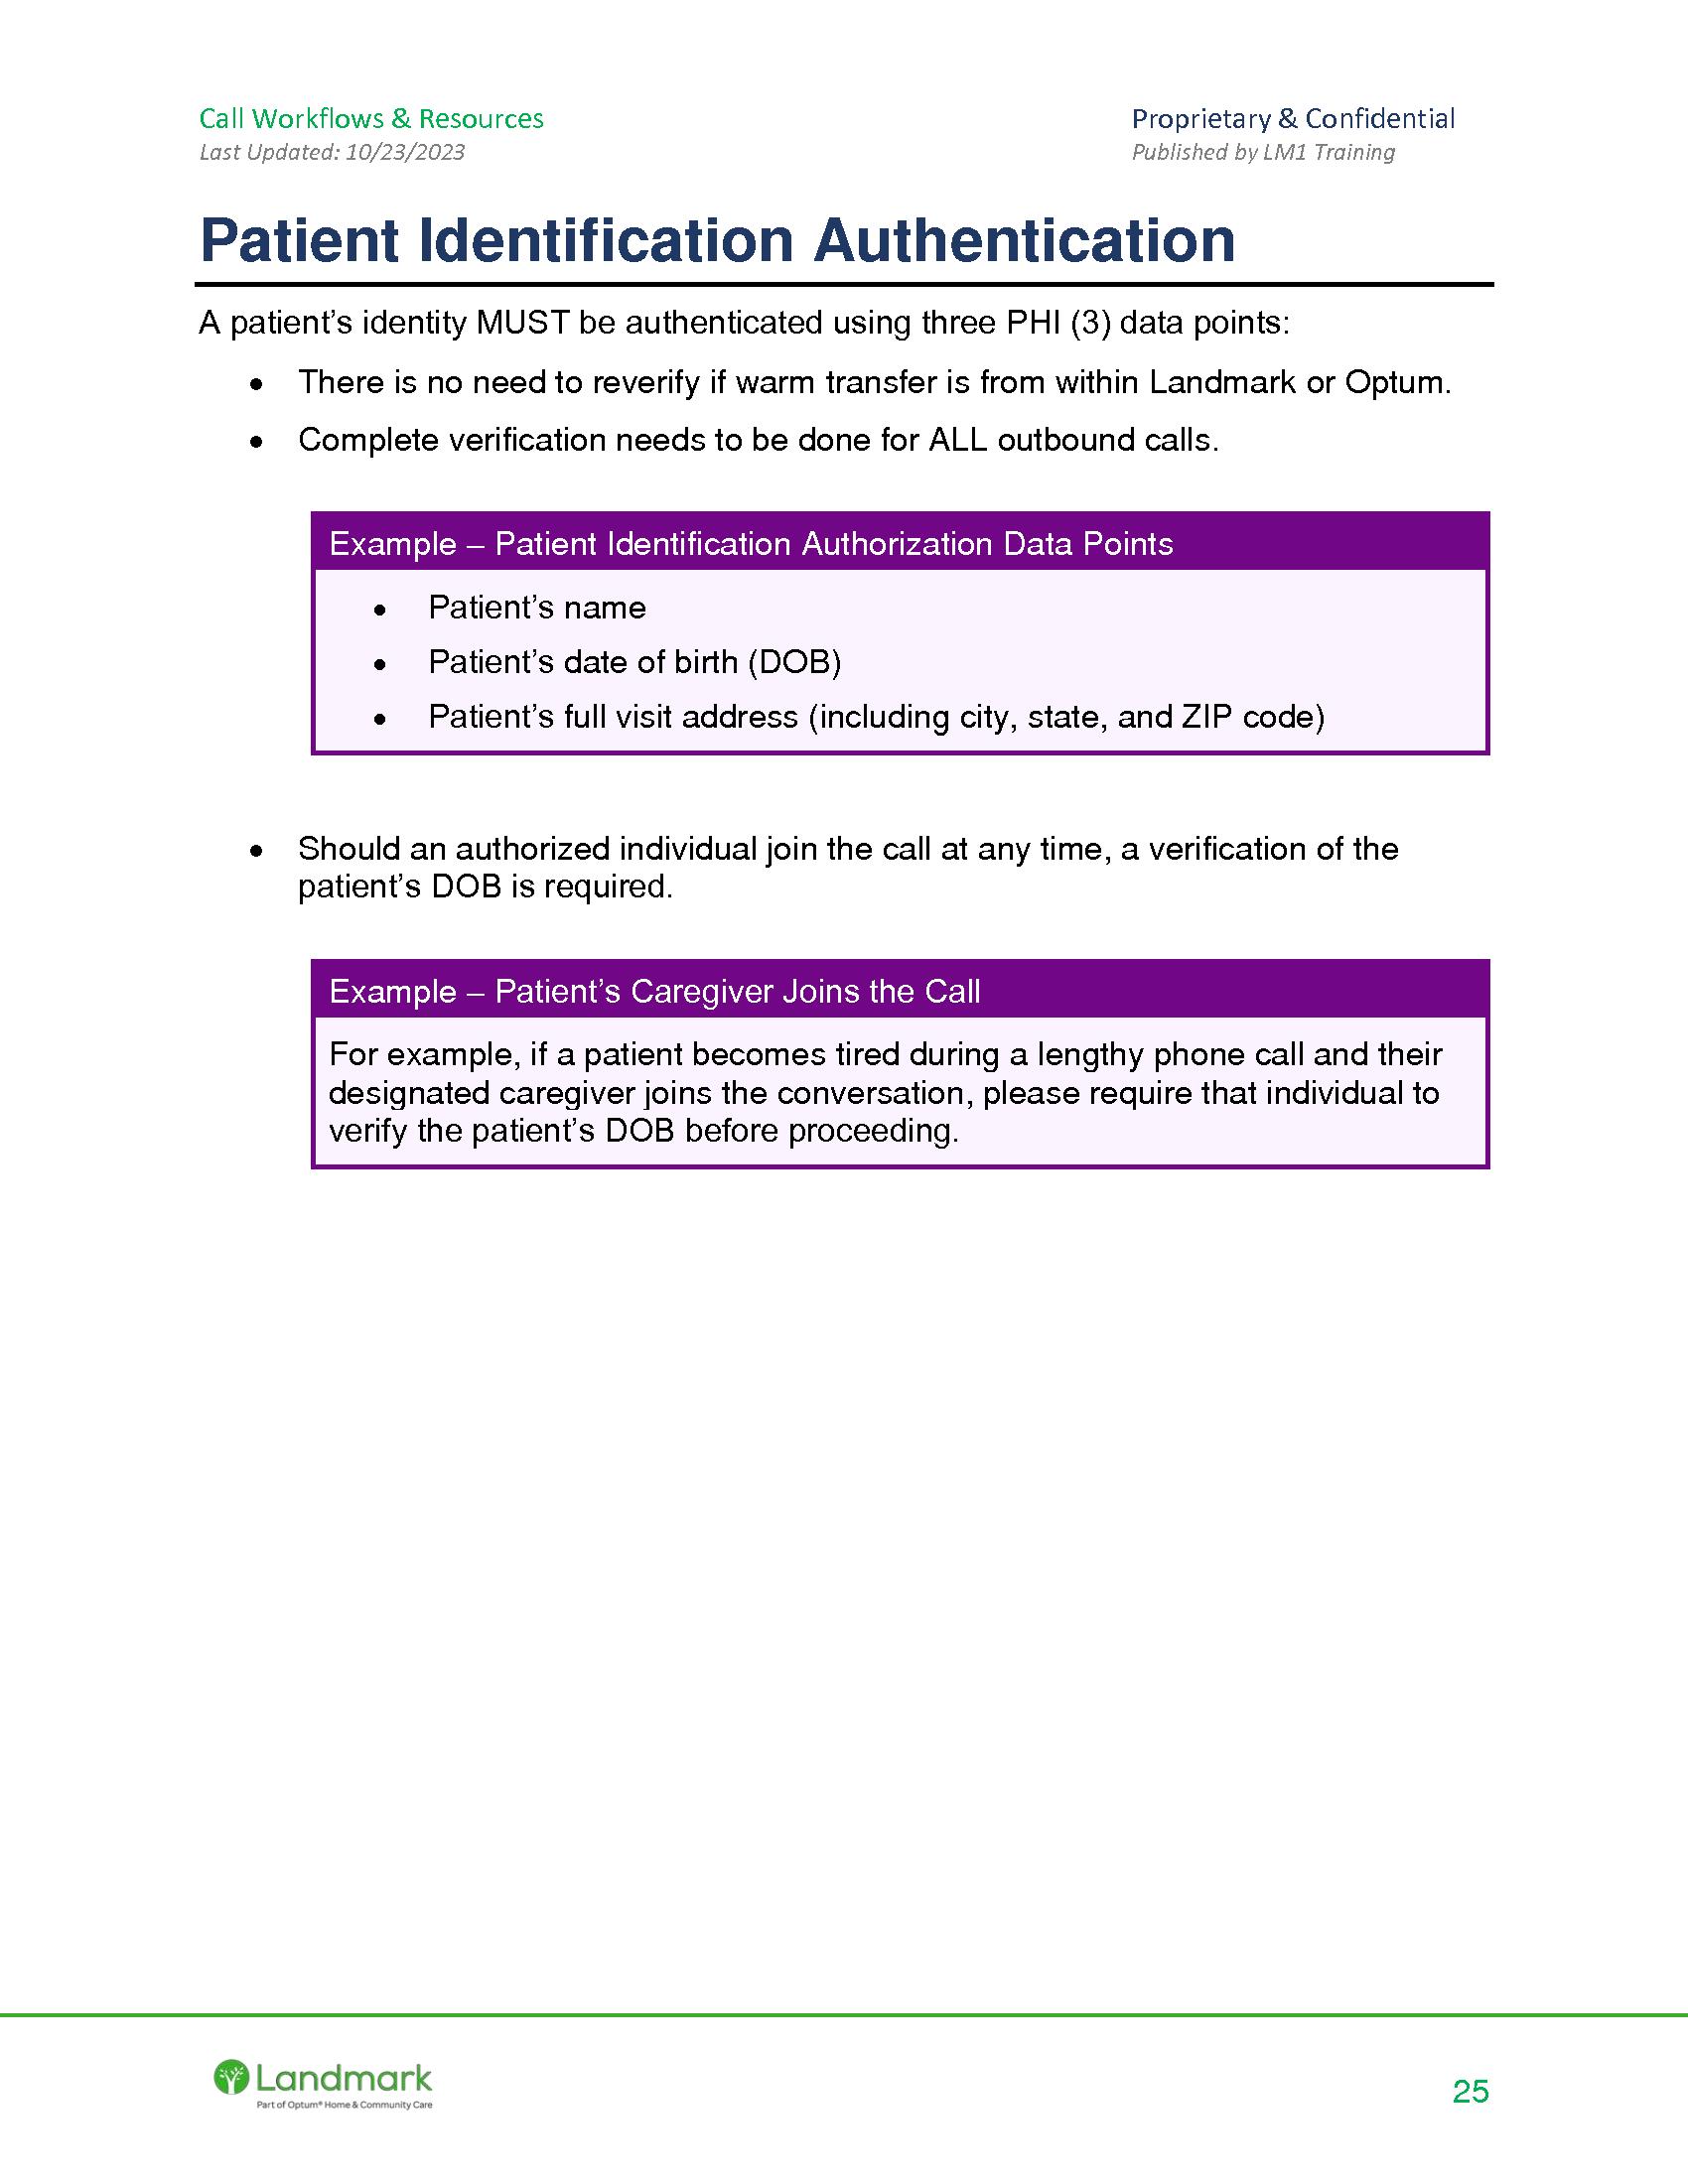 Call Workflows & Resources
Proprietary & Confidential
Last Updated: 10/23/2023
Published by LM1 Training
Patient Identification Authentication
A patient’s identity MUST be authenticated using three PHI (3) data points:
• There is no need to reverify if warm transfer is from within Landmark or Optum.
• Complete verification needs to be done for ALL outbound calls.
Example – Patient Identification Authorization Data Points
• Patient’s name
• Patient’s date of birth (DOB)
• Patient’s full visit address (including city, state, and ZIP code)
• Should an authorized individual join the call at any time, a verification of the
patient’s DOB is required.
Example – Patient’s Caregiver Joins the Call
For example, if a patient becomes tired during a lengthy phone call and their
designated caregiver joins the conversation, please require that individual to
verify the patient’s DOB before proceeding.
Landmark
Part of Optum® Home & Community Care
25